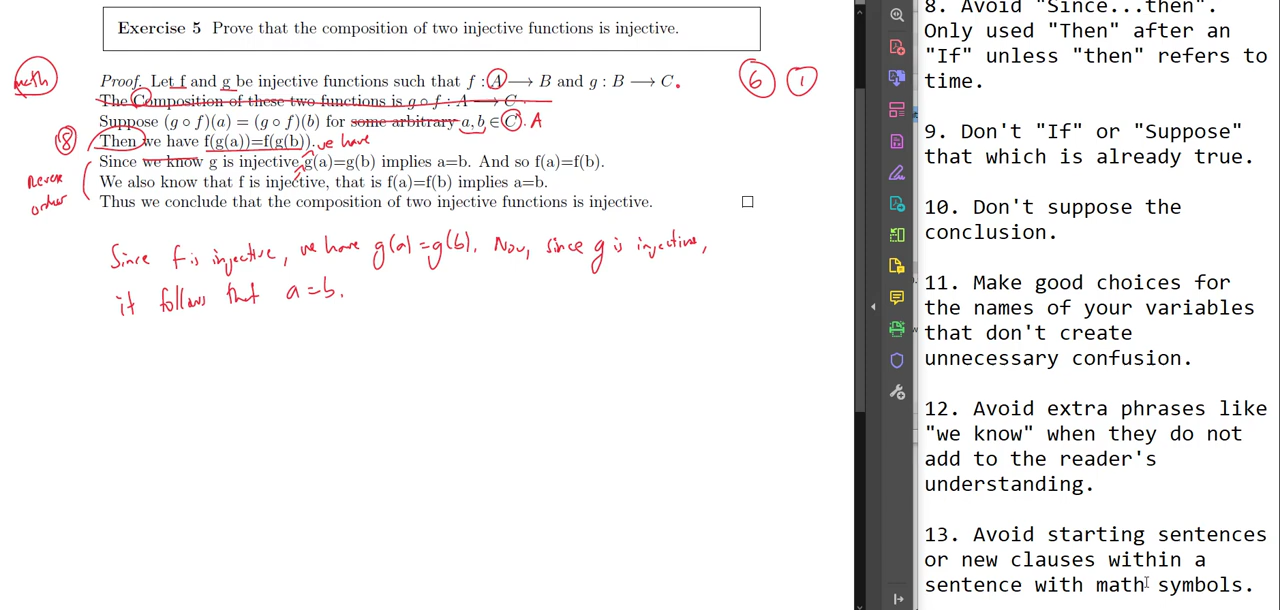 Exercise 5 Prove that the composition of two injective functions is injective.
math
Proof. Let f and g be injective functions such that f : A ⟶ B and g : B ⟶ C.
6 1
The Composition of these two functions is g ∘ f : A ⟶ C
Suppose (g ∘ f)(a) = (g ∘ f)(b) for some arbitrary a, b ∈ C. A
8
Then we have f(g(a))=f(g(b)). we have
Since we know g is injective g(a)=g(b) implies a=b. And so f(a)=f(b).
Rever
order
We also know that f is injective, that is f(a)=f(b) implies a=b.
Thus we conclude that the composition of two injective functions is injective. □
Since f is injective, we have g(a)=g(b). Now, since g is injective,
it follows that a=b.
8. Avoid "Since...then".
Only used "Then" after an
"If" unless "then" refers to
time.
9. Don't "If" or "Suppose"
that which is already true.
10. Don't suppose the
conclusion.
11. Make good choices for
the names of your variables
that don't create
unnecessary confusion.
12. Avoid extra phrases like
"we know" when they do not
add to the reader's
understanding.
13. Avoid starting sentences
or new clauses within a
sentence with math symbols.